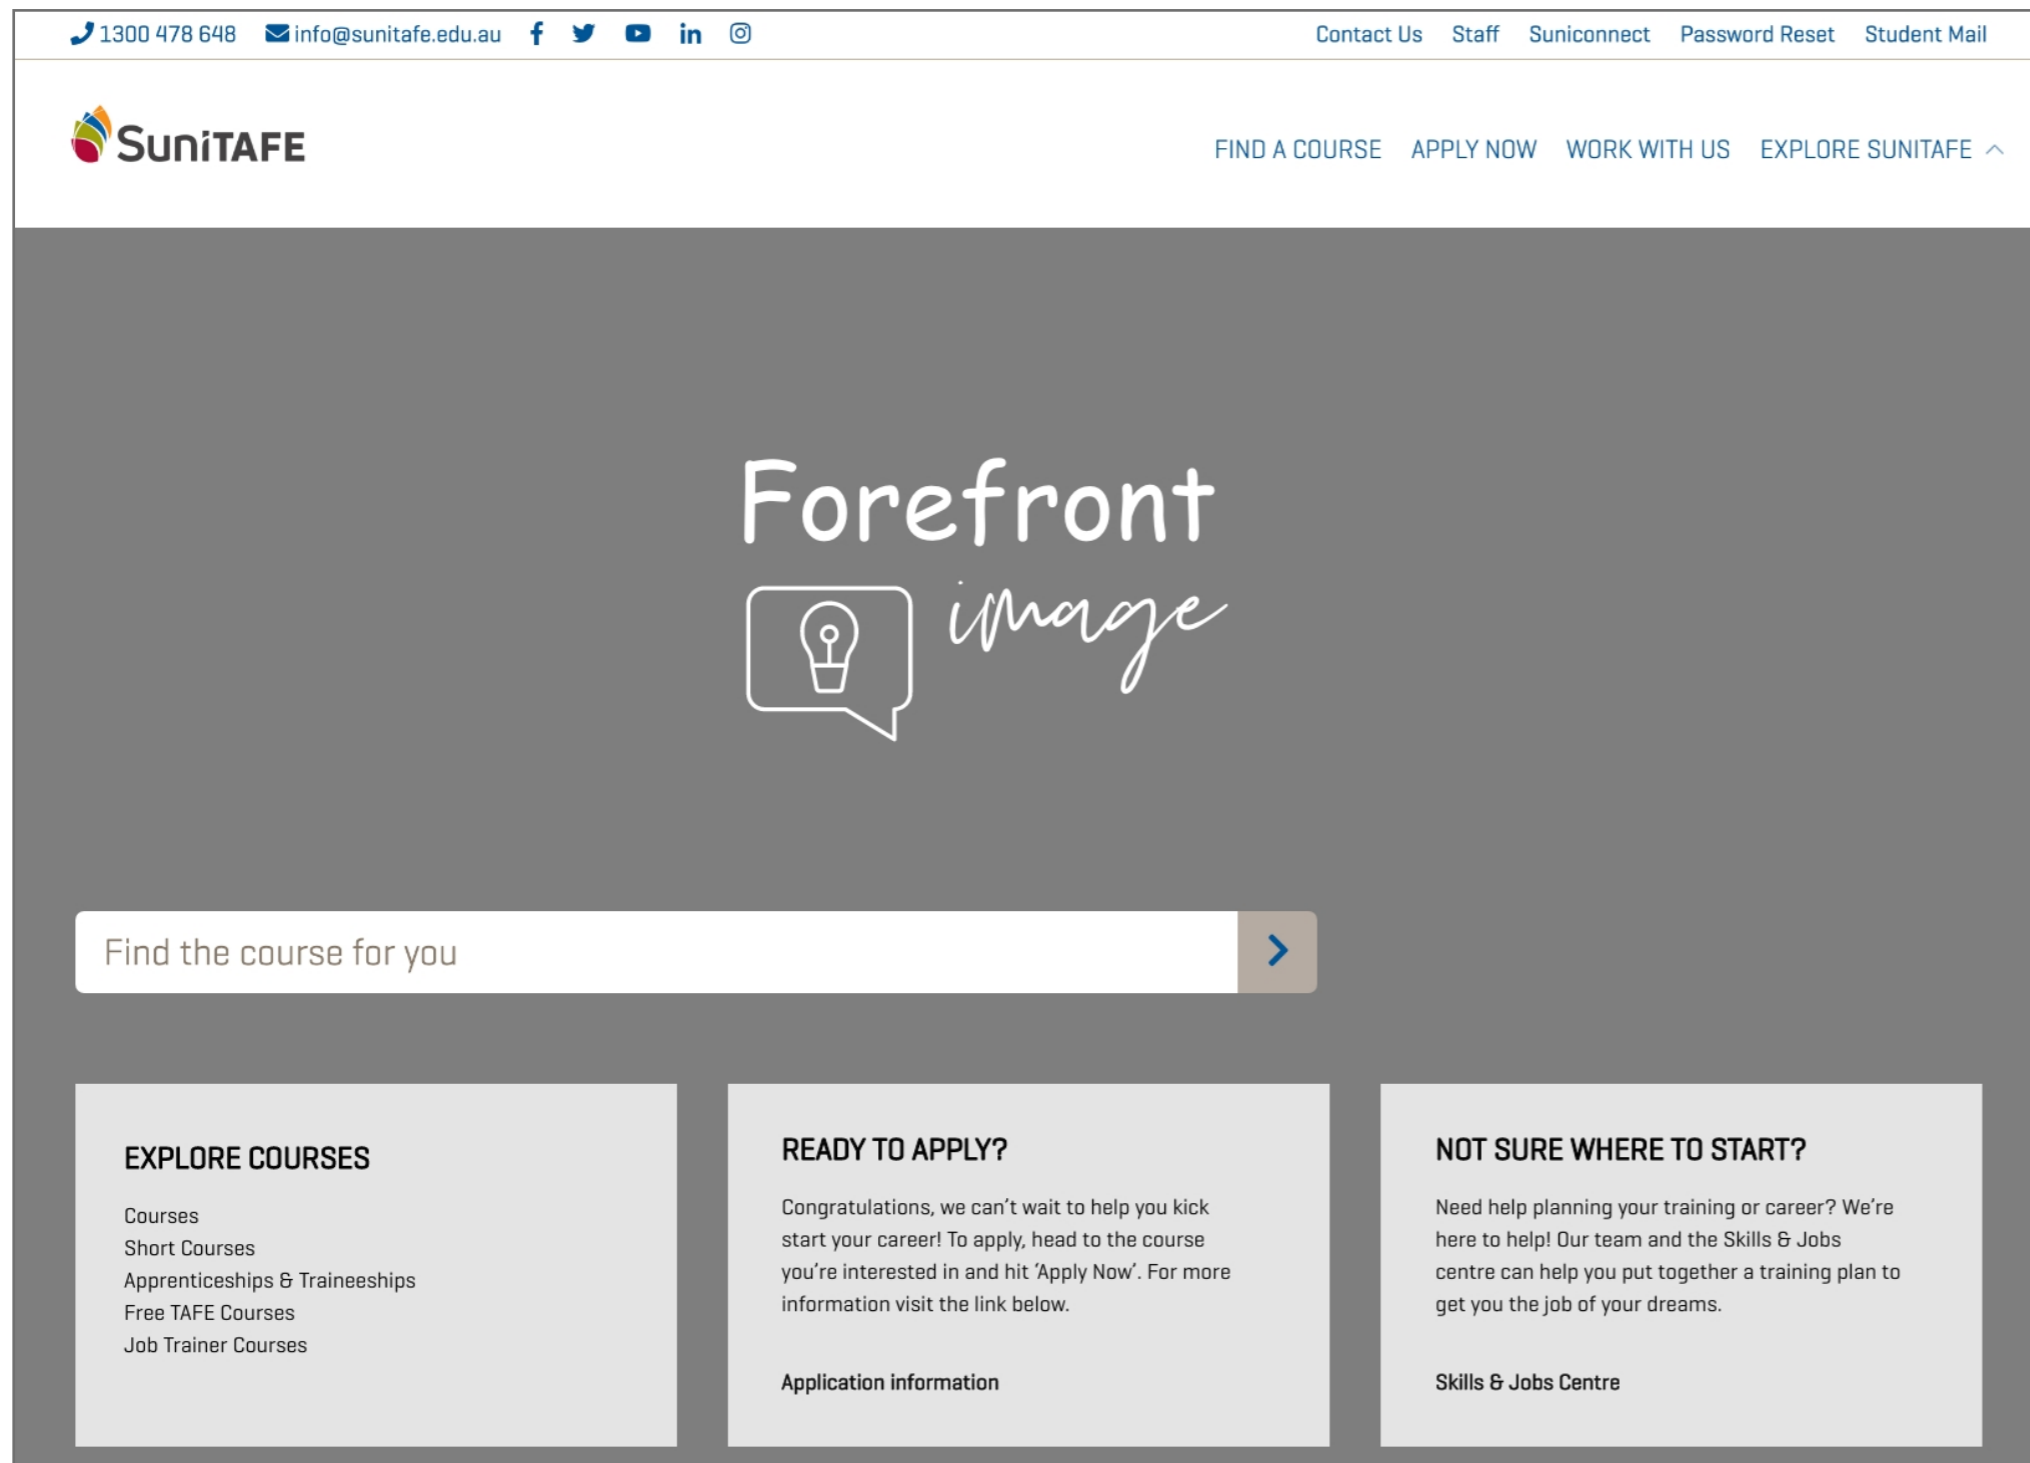 1300 478 648 info@sunitafe.edu.au Contact Us Staff Suniconnect Password Reset Student Mail
SuniTAFE
FIND A COURSE APPLY NOW WORK WITH US EXPLORE SUNITAFE
Forefront
image
Find the course for you
EXPLORE COURSES
Courses
Short Courses
Apprenticeships & Traineeships
Free TAFE Courses
Job Trainer Courses
READY TO APPLY?
Congratulations, we can't wait to help you kick
start your career! To apply, head to the course
you're interested in and hit 'Apply Now'. For more
information visit the link below.
Application information
NOT SURE WHERE TO START?
Need help planning your training or career? We're
here to help! Our team and the Skills & Jobs
centre can help you put together a training plan to
get you the job of your dreams.
Skills & Jobs Centre